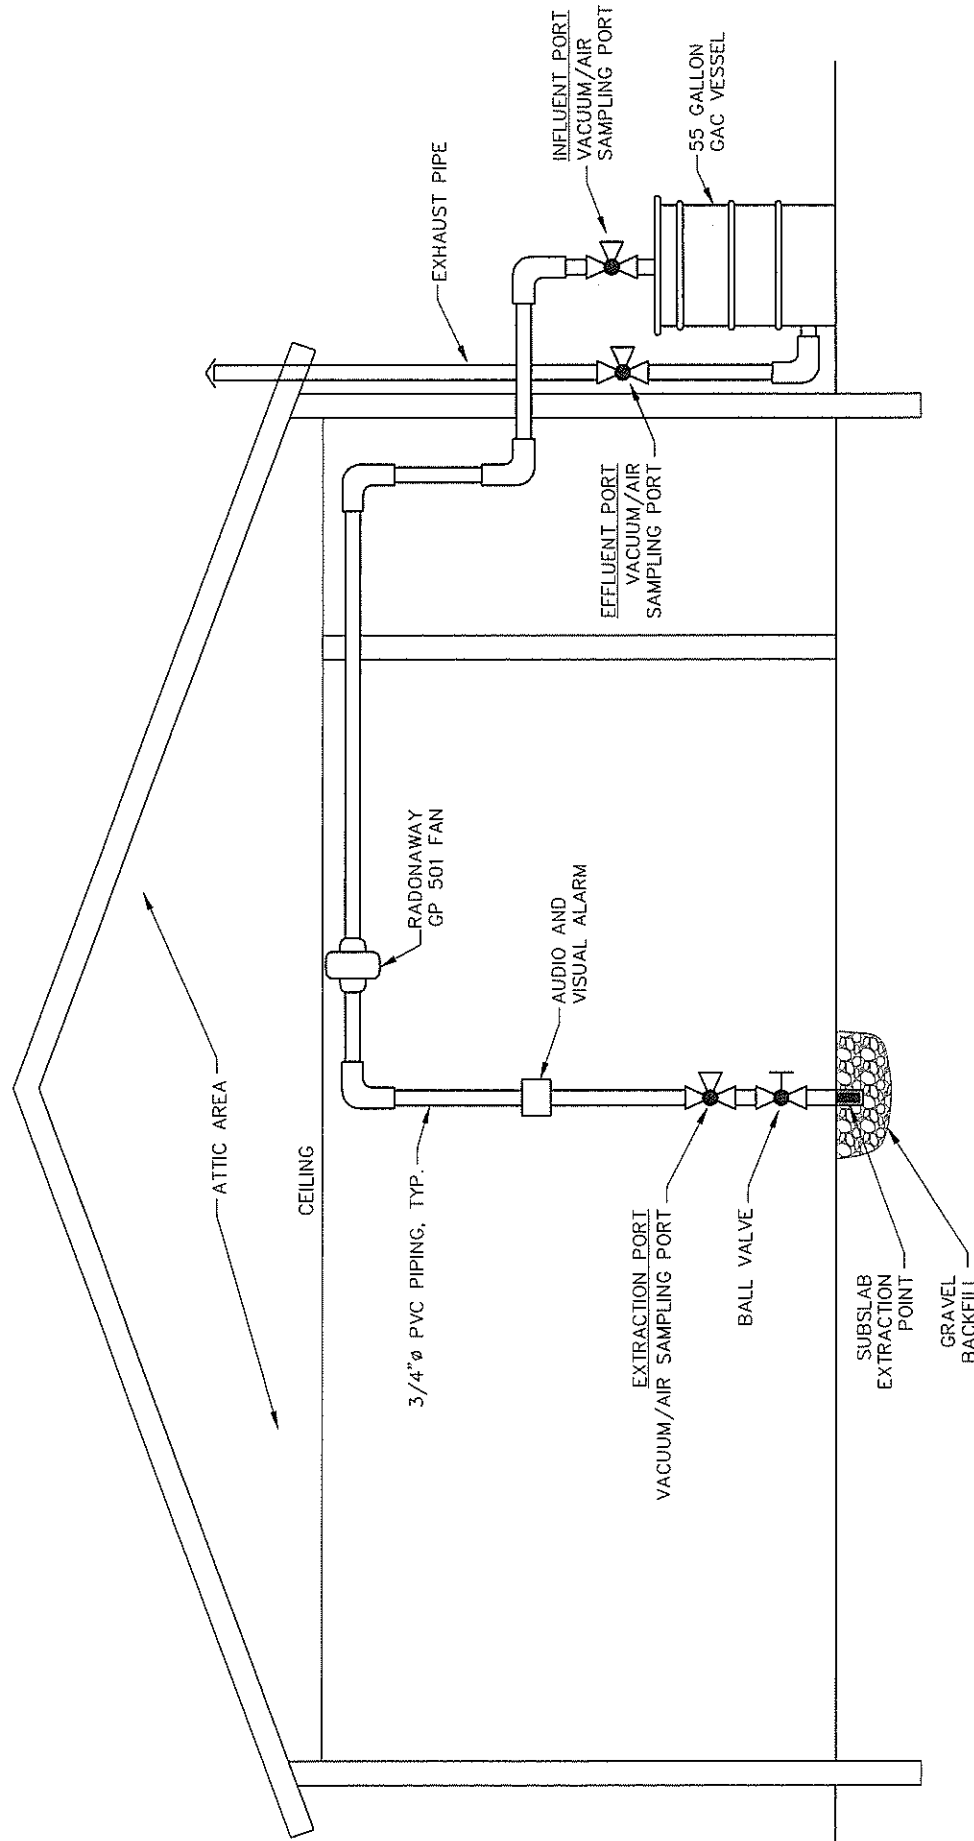 ATTIC AREA
CEILING
3/4"ø PVC PIPING, TYP.
RADONAWAY
GP 501 FAN
AUDIO AND
VISUAL ALARM
EXTRACTION PORT
VACUUM/AIR SAMPLING PORT
BALL VALVE
SUBSLAB
EXTRACTION
POINT
GRAVEL
BACKFILL
EXHAUST PIPE
EFFLUENT PORT
VACUUM/AIR
SAMPLING PORT
INFLUENT PORT
VACUUM/AIR
SAMPLING PORT
55 GALLON
GAC VESSEL